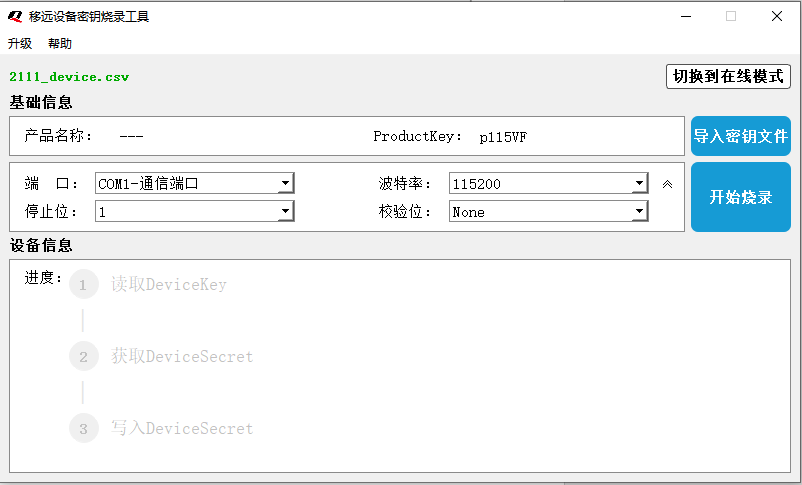 移远设备密钥烧录工具
升级 帮助
2111_device.csv 切换到在线模式
基础信息
产品名称： --- ProductKey： p115VF 导入密钥文件
端 口： COM1-通信端口 波特率： 115200
停止位： 1 校验位： None 开始烧录
设备信息
进度：
1 读取DeviceKey
2 获取DeviceSecret
3 写入DeviceSecret